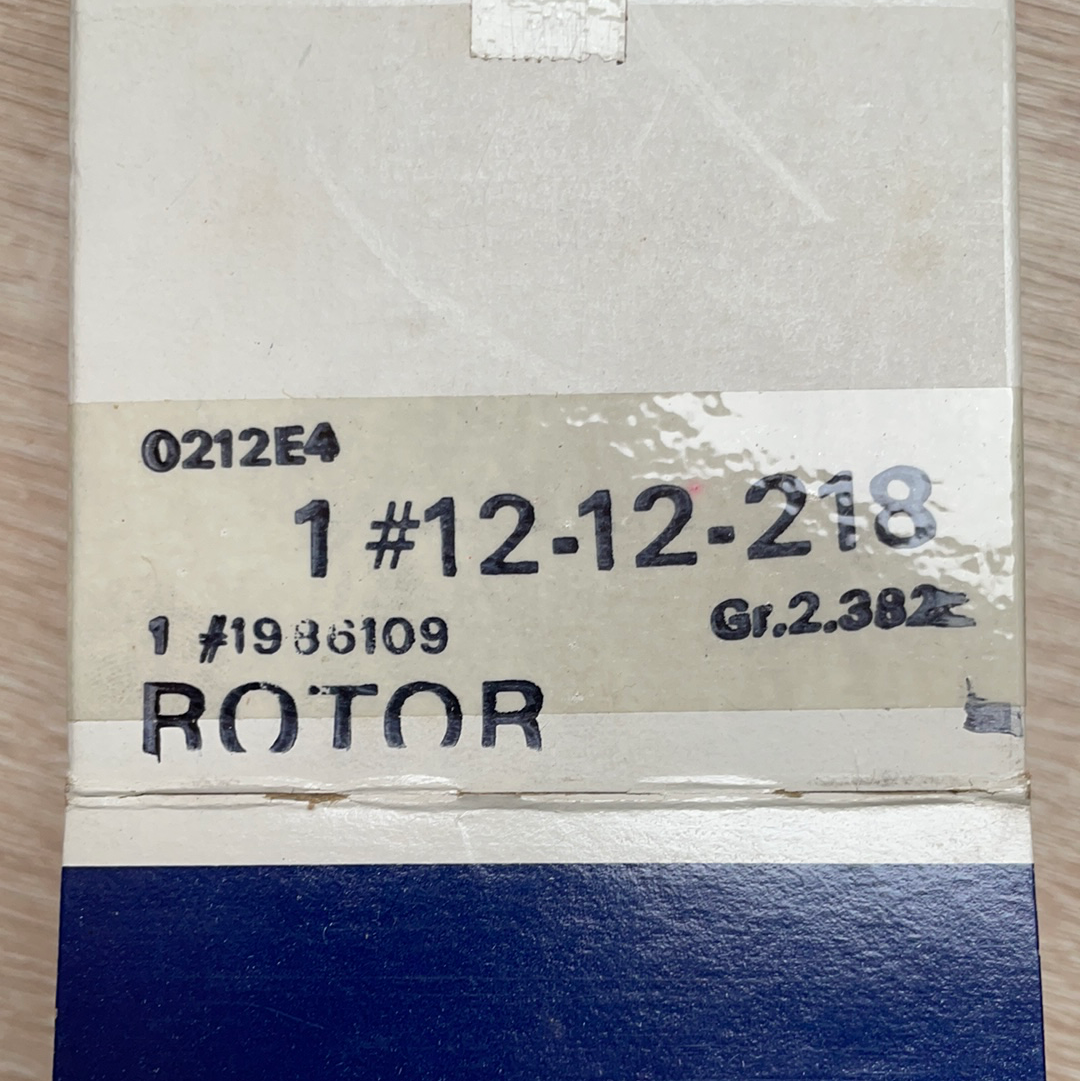 0212E4
1 #12-12-218
1 #1986109 Gr.2.382
ROTOR